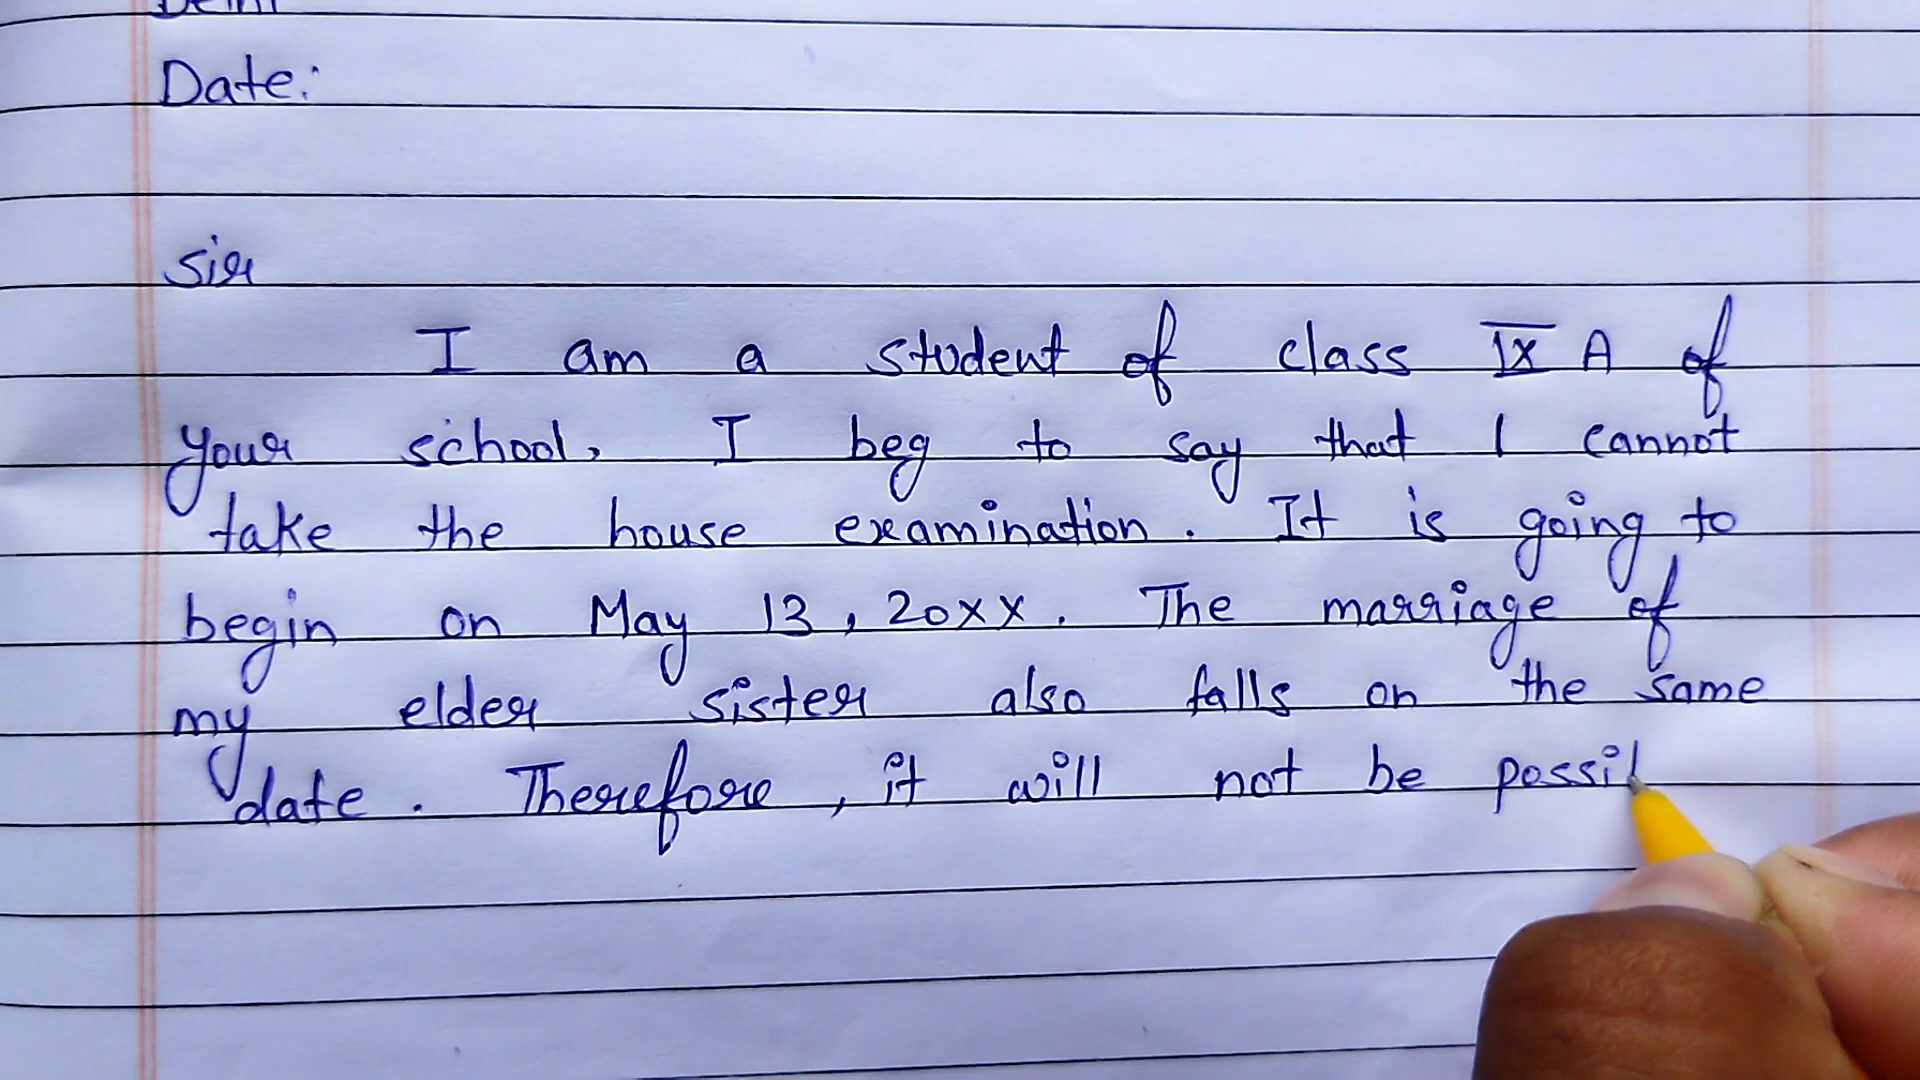 Delhi
Date:
Sir
I am a student of class IX A of
your school, I beg to say that I cannot
take the house examination. It is going to
begin on May 13, 20XX. The marriage of
my elder sister also falls on the same
date. Therefore, it will not be possil